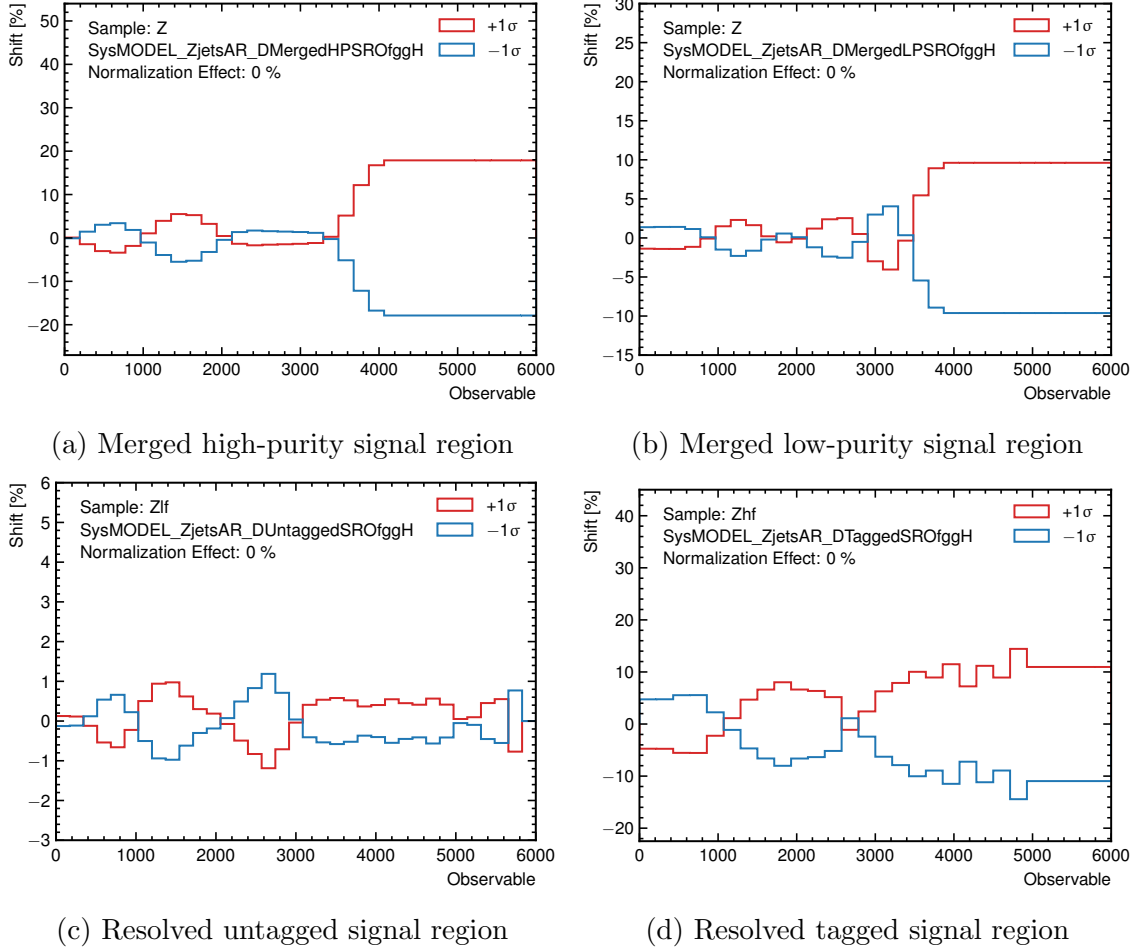 Shift [%]
50
40
30
20
10
0
−10
−20
Sample: Z
SysMODEL_ZjetsAR_DMergedHPSROfggH
Normalization Effect: 0 %
+1σ
−1σ
0 1000 2000 3000 4000 5000 6000
Observable
(a) Merged high-purity signal region
Shift [%]
30
25
20
15
10
5
0
−5
−10
−15
Sample: Z
SysMODEL_ZjetsAR_DMergedLPSROfggH
Normalization Effect: 0 %
+1σ
−1σ
0 1000 2000 3000 4000 5000 6000
Observable
(b) Merged low-purity signal region
Shift [%]
6
5
4
3
2
1
0
−1
−2
−3
Sample: Zlf
SysMODEL_ZjetsAR_DUntaggedSROfggH
Normalization Effect: 0 %
+1σ
−1σ
0 1000 2000 3000 4000 5000 6000
Observable
(c) Resolved untagged signal region
Shift [%]
40
30
20
10
0
−10
−20
Sample: Zhf
SysMODEL_ZjetsAR_DTaggedSROfggH
Normalization Effect: 0 %
+1σ
−1σ
0 1000 2000 3000 4000 5000 6000
Observable
(d) Resolved tagged signal region